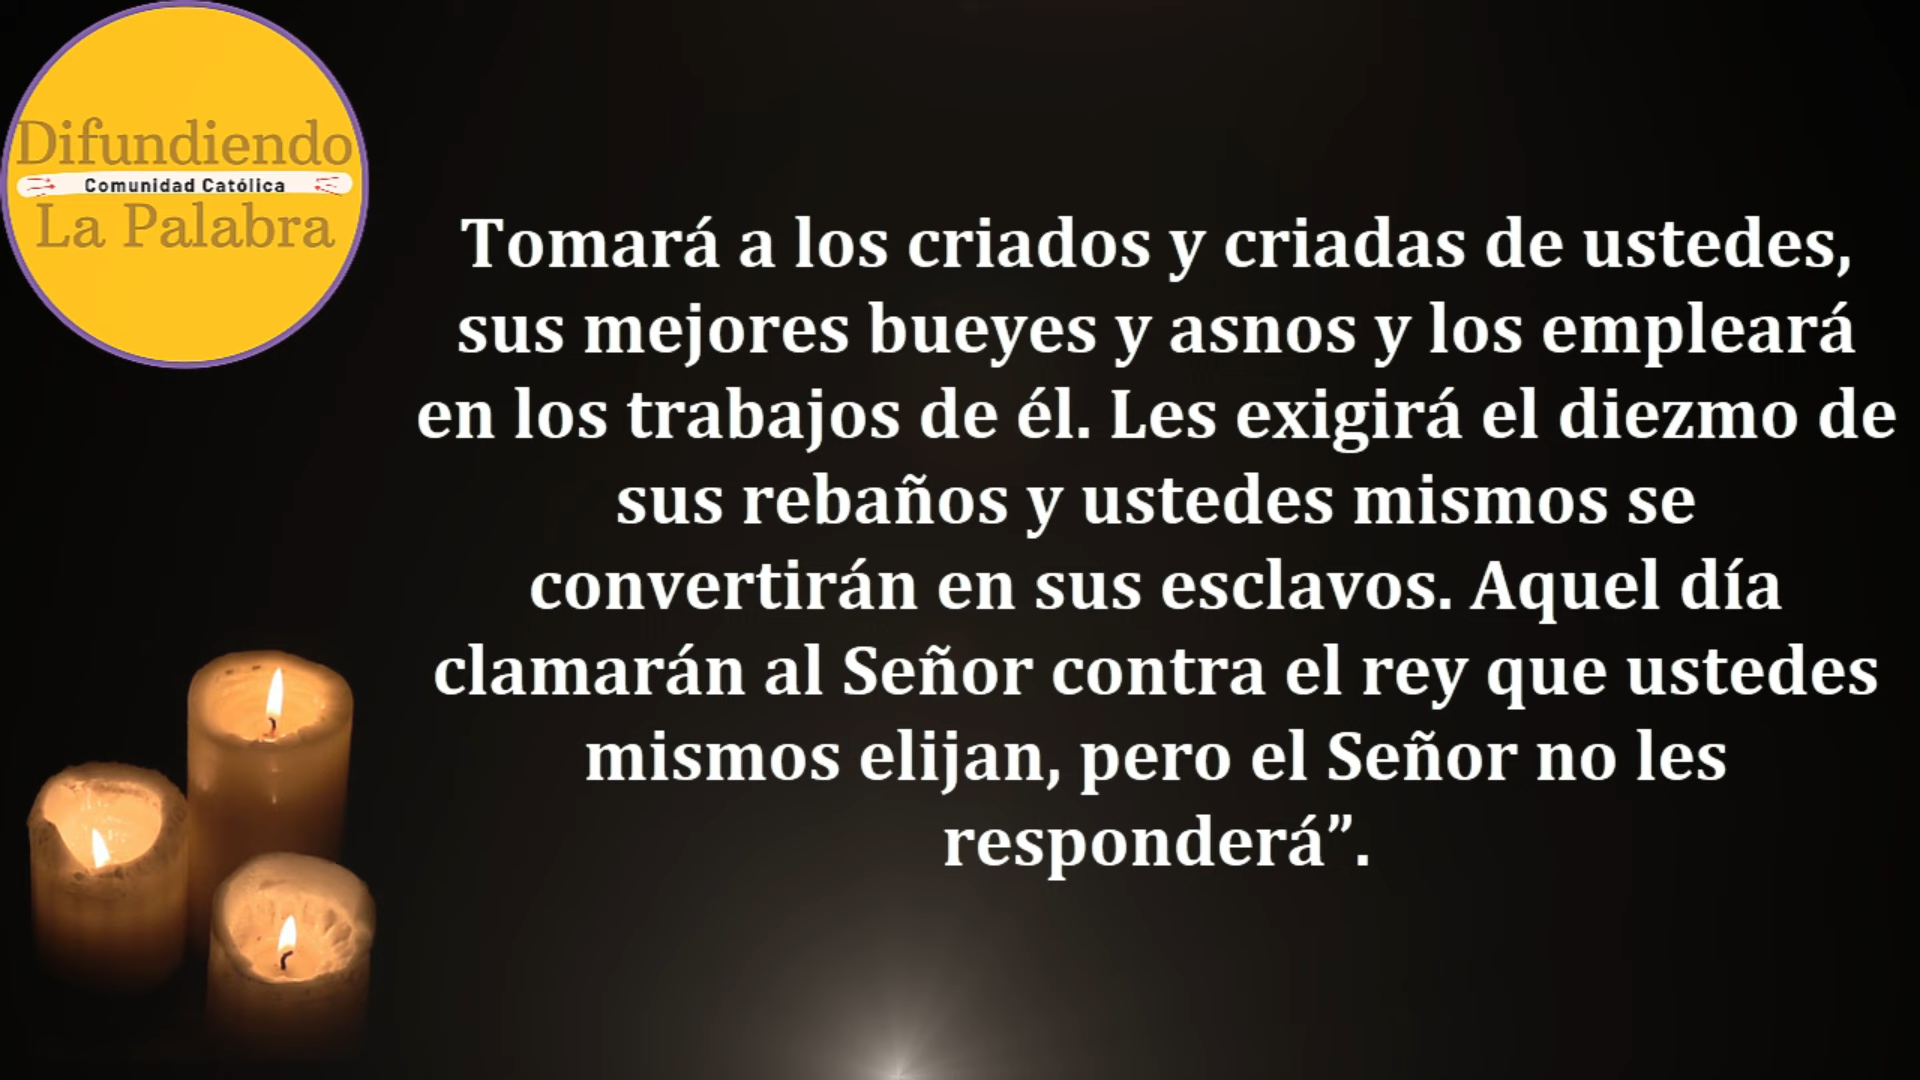 Difundiendo
Comunidad Católica
La Palabra
Tomará a los criados y criadas de ustedes,
sus mejores bueyes y asnos y los empleará
en los trabajos de él. Les exigirá el diezmo de
sus rebaños y ustedes mismos se
convertirán en sus esclavos. Aquel día
clamarán al Señor contra el rey que ustedes
mismos elijan, pero el Señor no les
responderá”.